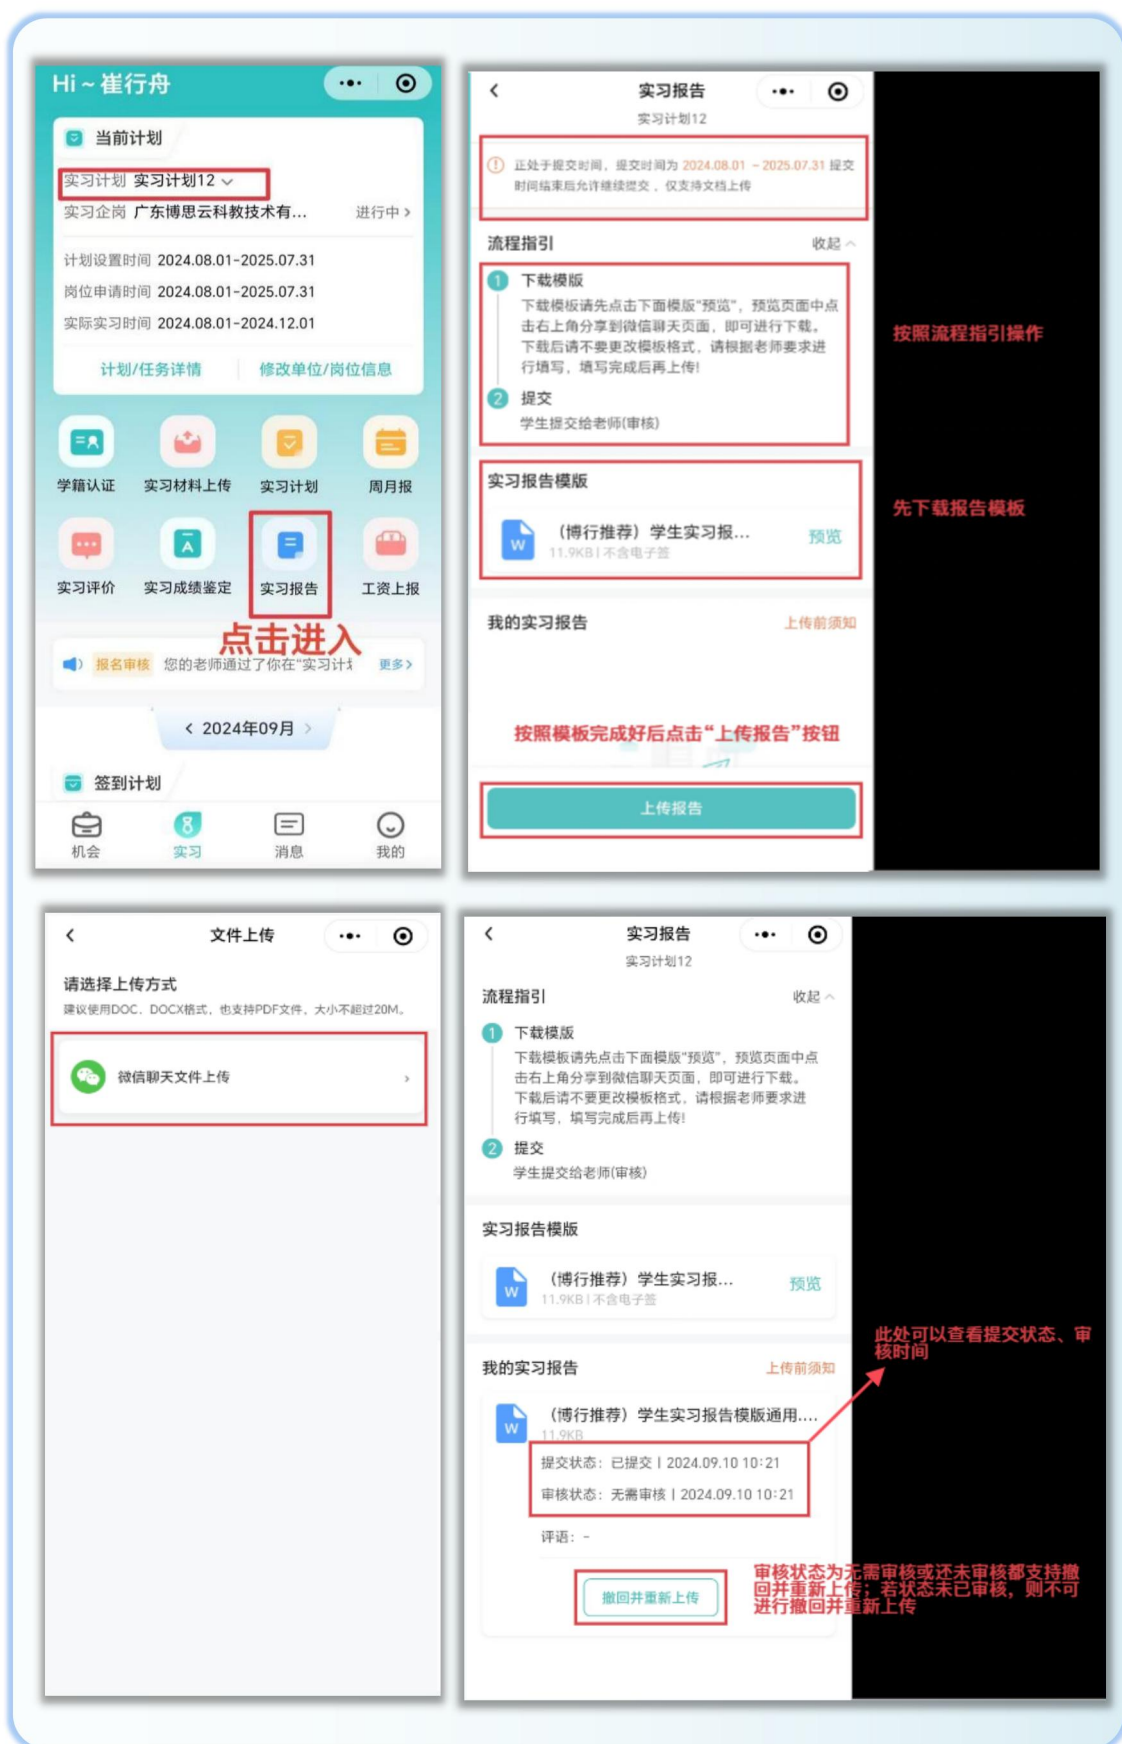 Hi～崔行舟
当前计划
实习计划 实习计划12
实习企岗 广东博思云科教技术有... 进行中 >
计划设置时间 2024.08.01-2025.07.31
岗位申请时间 2024.08.01-2025.07.31
实际实习时间 2024.08.01-2024.12.01
计划/任务详情 修改单位/岗位信息
学籍认证 实习材料上传 实习计划 周月报
实习评价 实习成绩鉴定 实习报告 工资上报
点击进入
报名审核 您的老师通过了你在“实习计 更多 >
< 2024年09月 >
签到计划
机会 实习 消息 我的
实习报告
实习计划12
正处于提交时间，提交时间为 2024.08.01 - 2025.07.31 提交
时间结束后允许继续提交，仅支持文档上传
流程指引 收起
1 下载模版
下载模板请先点击下面模版“预览”，预览页面中点
击右上角分享到微信聊天页面，即可进行下载。
下载后请不要更改模板格式，请根据老师要求进
行填写，填写完成后再上传!
2 提交
学生提交给老师(审核)
按照流程指引操作
实习报告模版
（博行推荐）学生实习报...
预览
W
11.9KB | 不含电子签
先下载报告模板
我的实习报告 上传前须知
按照模板完成好后点击“上传报告”按钮
上传报告
文件上传
请选择上传方式
建议使用DOC、DOCX格式，也支持PDF文件，大小不超过20M。
微信聊天文件上传 >
实习报告
实习计划12
流程指引 收起
1 下载模版
下载模板请先点击下面模版“预览”，预览页面中点
击右上角分享到微信聊天页面，即可进行下载。
下载后请不要更改模板格式，请根据老师要求进
行填写，填写完成后再上传!
2 提交
学生提交给老师(审核)
实习报告模版
（博行推荐）学生实习报...
预览
W
11.9KB | 不含电子签
我的实习报告 上传前须知
（博行推荐）学生实习报告模版通用....
W
11.9KB
提交状态：已提交 | 2024.09.10 10:21
审核状态：无需审核 | 2024.09.10 10:21
评语：-
撤回并重新上传
此处可以查看提交状态、审
核时间
审核状态为无需审核或还未审核都支持撤
回并重新上传；若状态未已审核，则不可
进行撤回并重新上传